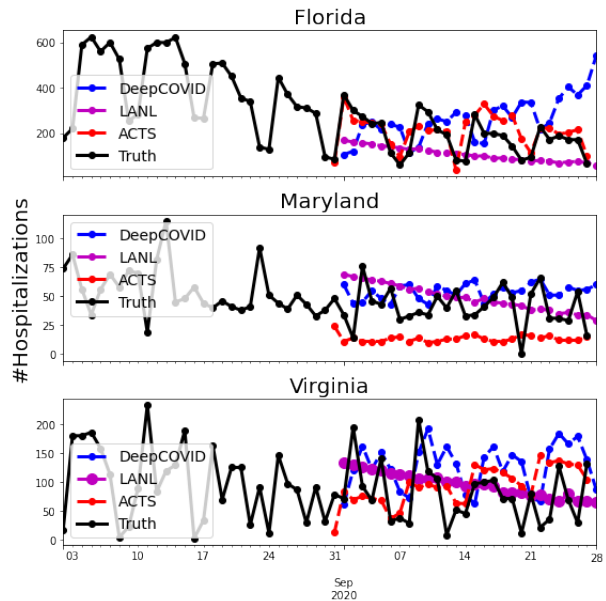 Florida
600
400
200
DeepCOVID
LANL
ACTS
Truth
Maryland
100
75
50
25
0
DeepCOVID
LANL
ACTS
Truth
#Hospitalizations
Virginia
200
150
100
50
0
DeepCOVID
LANL
ACTS
Truth
03 10 17 24 31 07 14 21 28
Sep
2020